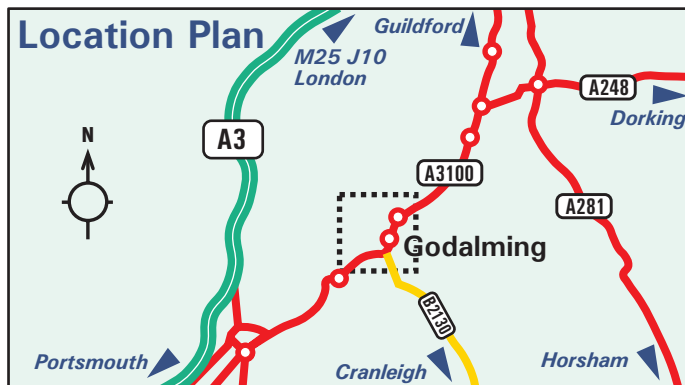 Location Plan
Guildford
M25 J10
London
A248
Dorking
N
A3
A3100
A281
Godalming
B2130
Portsmouth
Cranleigh
Horsham